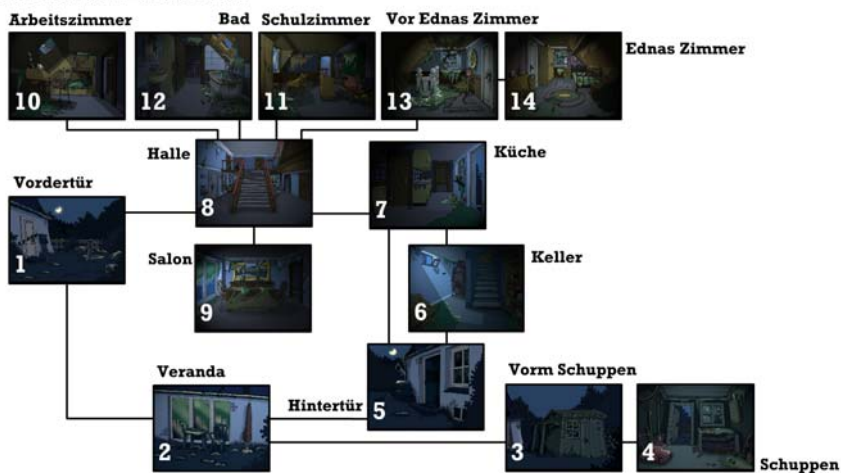 Arbeitszimmer
Bad
Schulzimmer
Vor Ednas Zimmer
Ednas Zimmer
10
12
11
13
14
Halle
Küche
Vordertür
8
7
1
Salon
Keller
9
6
Veranda
Vorm Schuppen
Hintertür
5
2
3
4
Schuppen